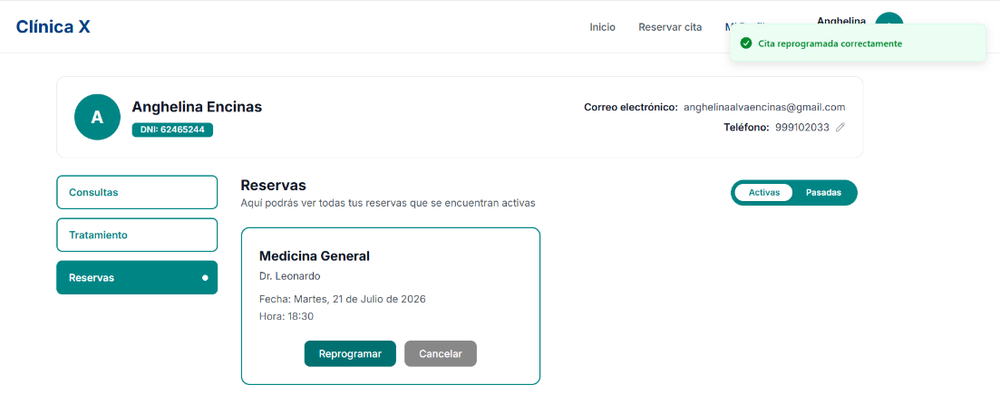 Clínica X
Inicio
Reservar cita
Anghelina
Cita reprogramada correctamente
A
Anghelina Encinas
DNI: 62465244
Correo electrónico: anghelinaalvaencinas@gmail.com
Teléfono: 999102033
Consultas
Tratamiento
Reservas
Reservas
Aquí podrás ver todas tus reservas que se encuentran activas
Activas
Pasadas
Medicina General
Dr. Leonardo
Fecha: Martes, 21 de Julio de 2026
Hora: 18:30
Reprogramar
Cancelar